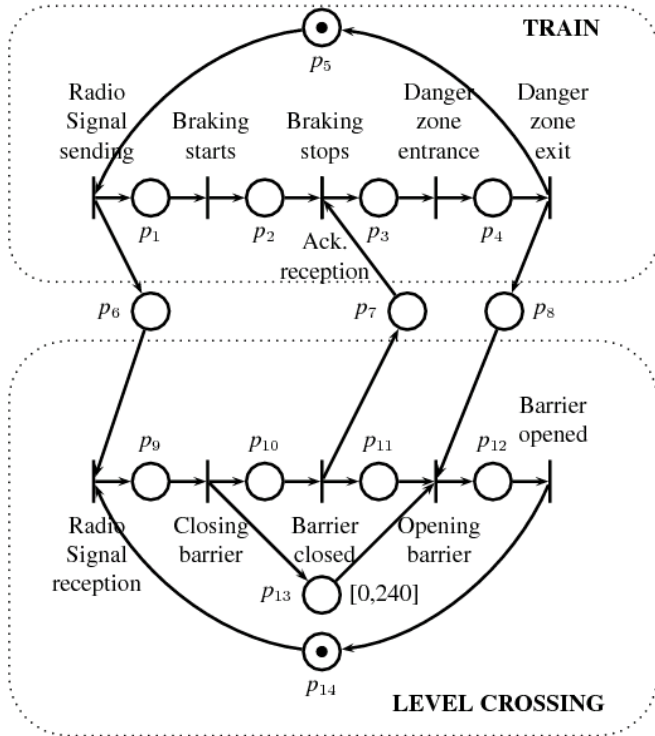 TRAIN
p5
Radio
Signal
sending
Braking
starts
Braking
stops
Danger
zone
entrance
Danger
zone
exit
p1
p2
p3
p4
Ack.
reception
p6
p7
p8
Barrier
opened
p9
p10
p11
p12
Radio
Signal
reception
Closing
barrier
Barrier
closed
Opening
barrier
p13
[0,240]
p14
LEVEL CROSSING